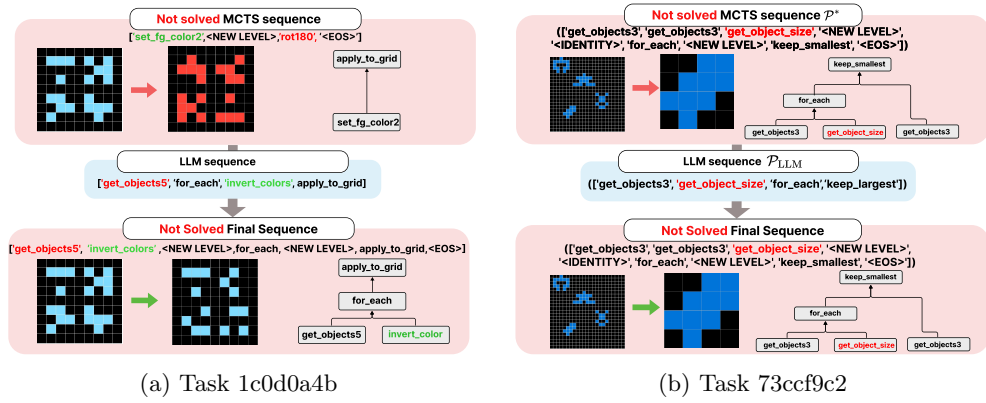 Not solved MCTS sequence
['set_fg_color2',<NEW LEVEL>,'rot180', '<EOS>']
apply_to_grid
set_fg_color2
LLM sequence
['get_objects5', 'for_each', 'invert_colors', apply_to_grid]
Not Solved Final Sequence
['get_objects5', 'invert_colors' ,<NEW LEVEL>,for_each, <NEW LEVEL>, apply_to_grid,<EOS>]
apply_to_grid
for_each
get_objects5
invert_color
(a) Task 1c0d0a4b
Not solved MCTS sequence 𝒫*
(['get_objects3', 'get_objects3', 'get_object_size', '<NEW LEVEL>',
'<IDENTITY>', 'for_each', '<NEW LEVEL>', 'keep_smallest', '<EOS>'])
keep_smallest
for_each
get_objects3
get_object_size
get_objects3
LLM sequence 𝒫LLM
(['get_objects3', 'get_object_size', 'for_each','keep_largest'])
Not Solved Final Sequence
(['get_objects3', 'get_objects3', 'get_object_size', '<NEW LEVEL>',
'<IDENTITY>', 'for_each', '<NEW LEVEL>', 'keep_smallest', '<EOS>'])
keep_smallest
for_each
get_objects3
get_object_size
get_objects3
(b) Task 73ccf9c2